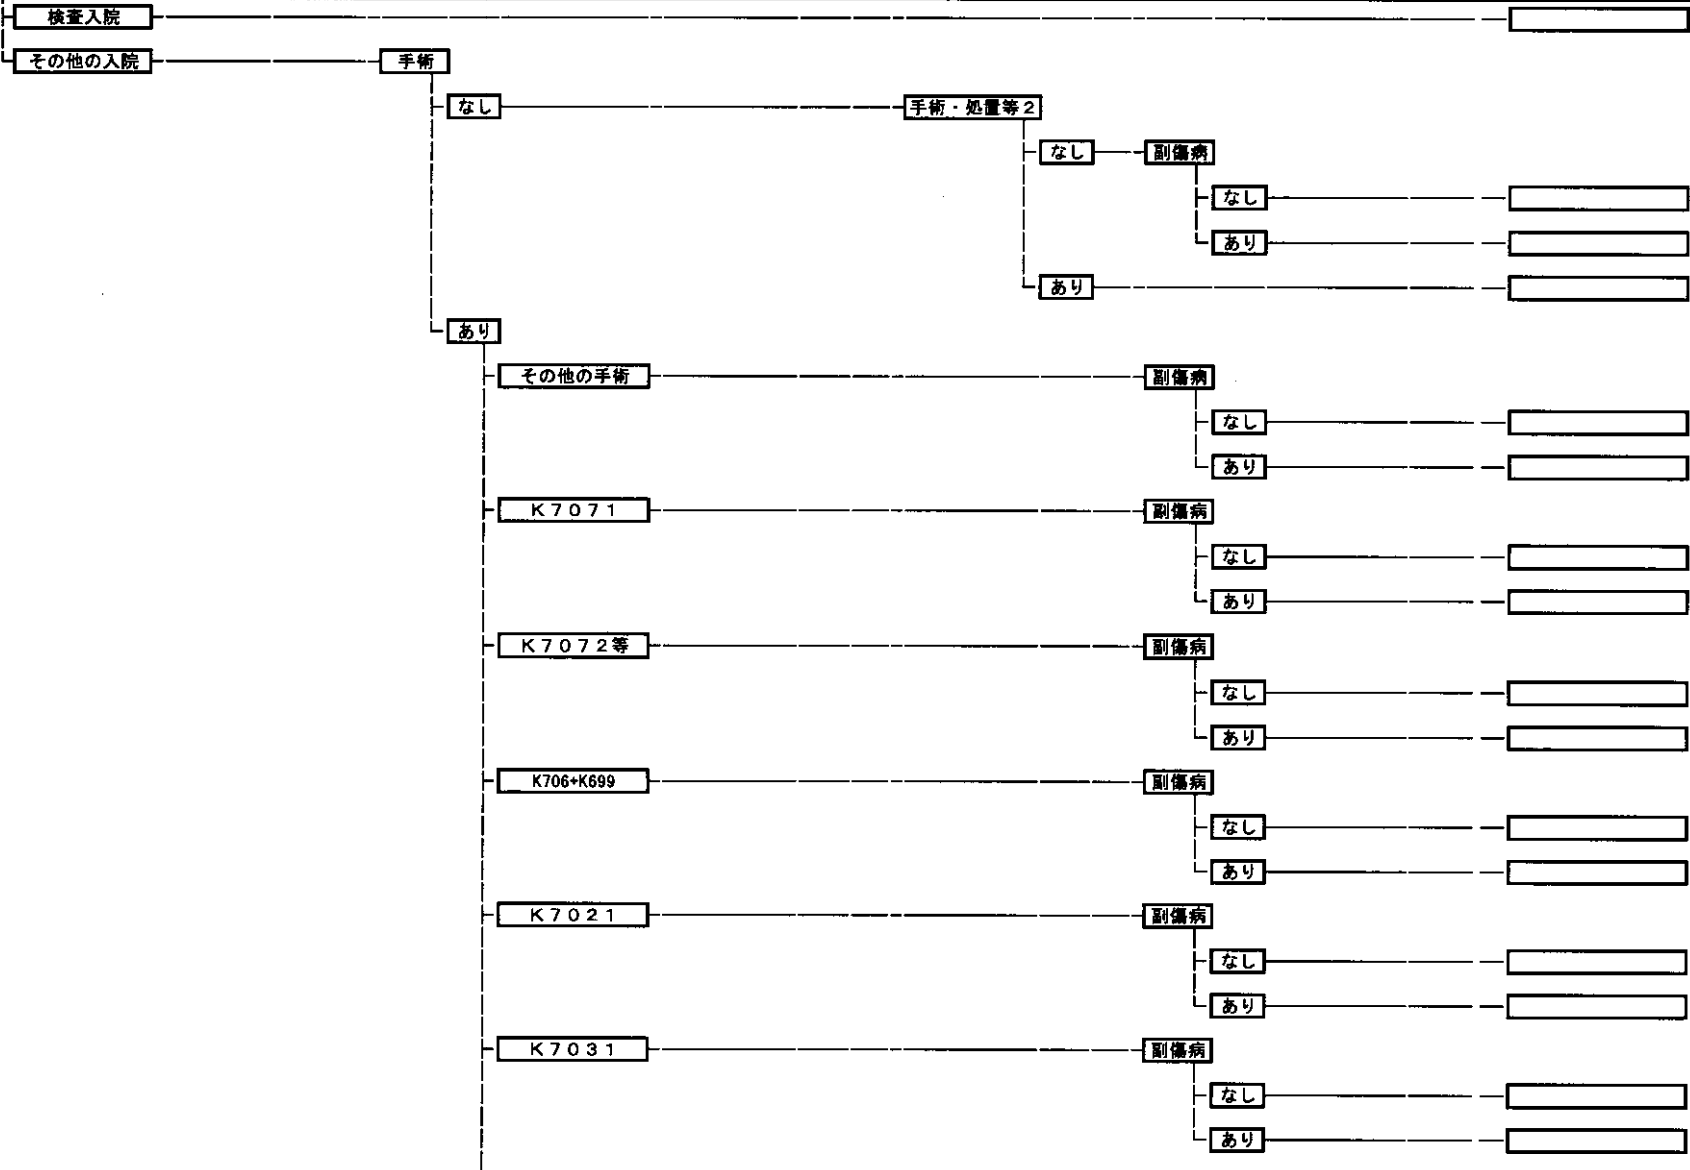 検査入院
その他の入院 手術
なし 手術・処置等2
なし 副傷病
なし
あり
あり
あり
その他の手術 副傷病
なし
あり
K7071 副傷病
なし
あり
K7072等 副傷病
なし
あり
K706+K699 副傷病
なし
あり
K7021 副傷病
なし
あり
K7031 副傷病
なし
あり